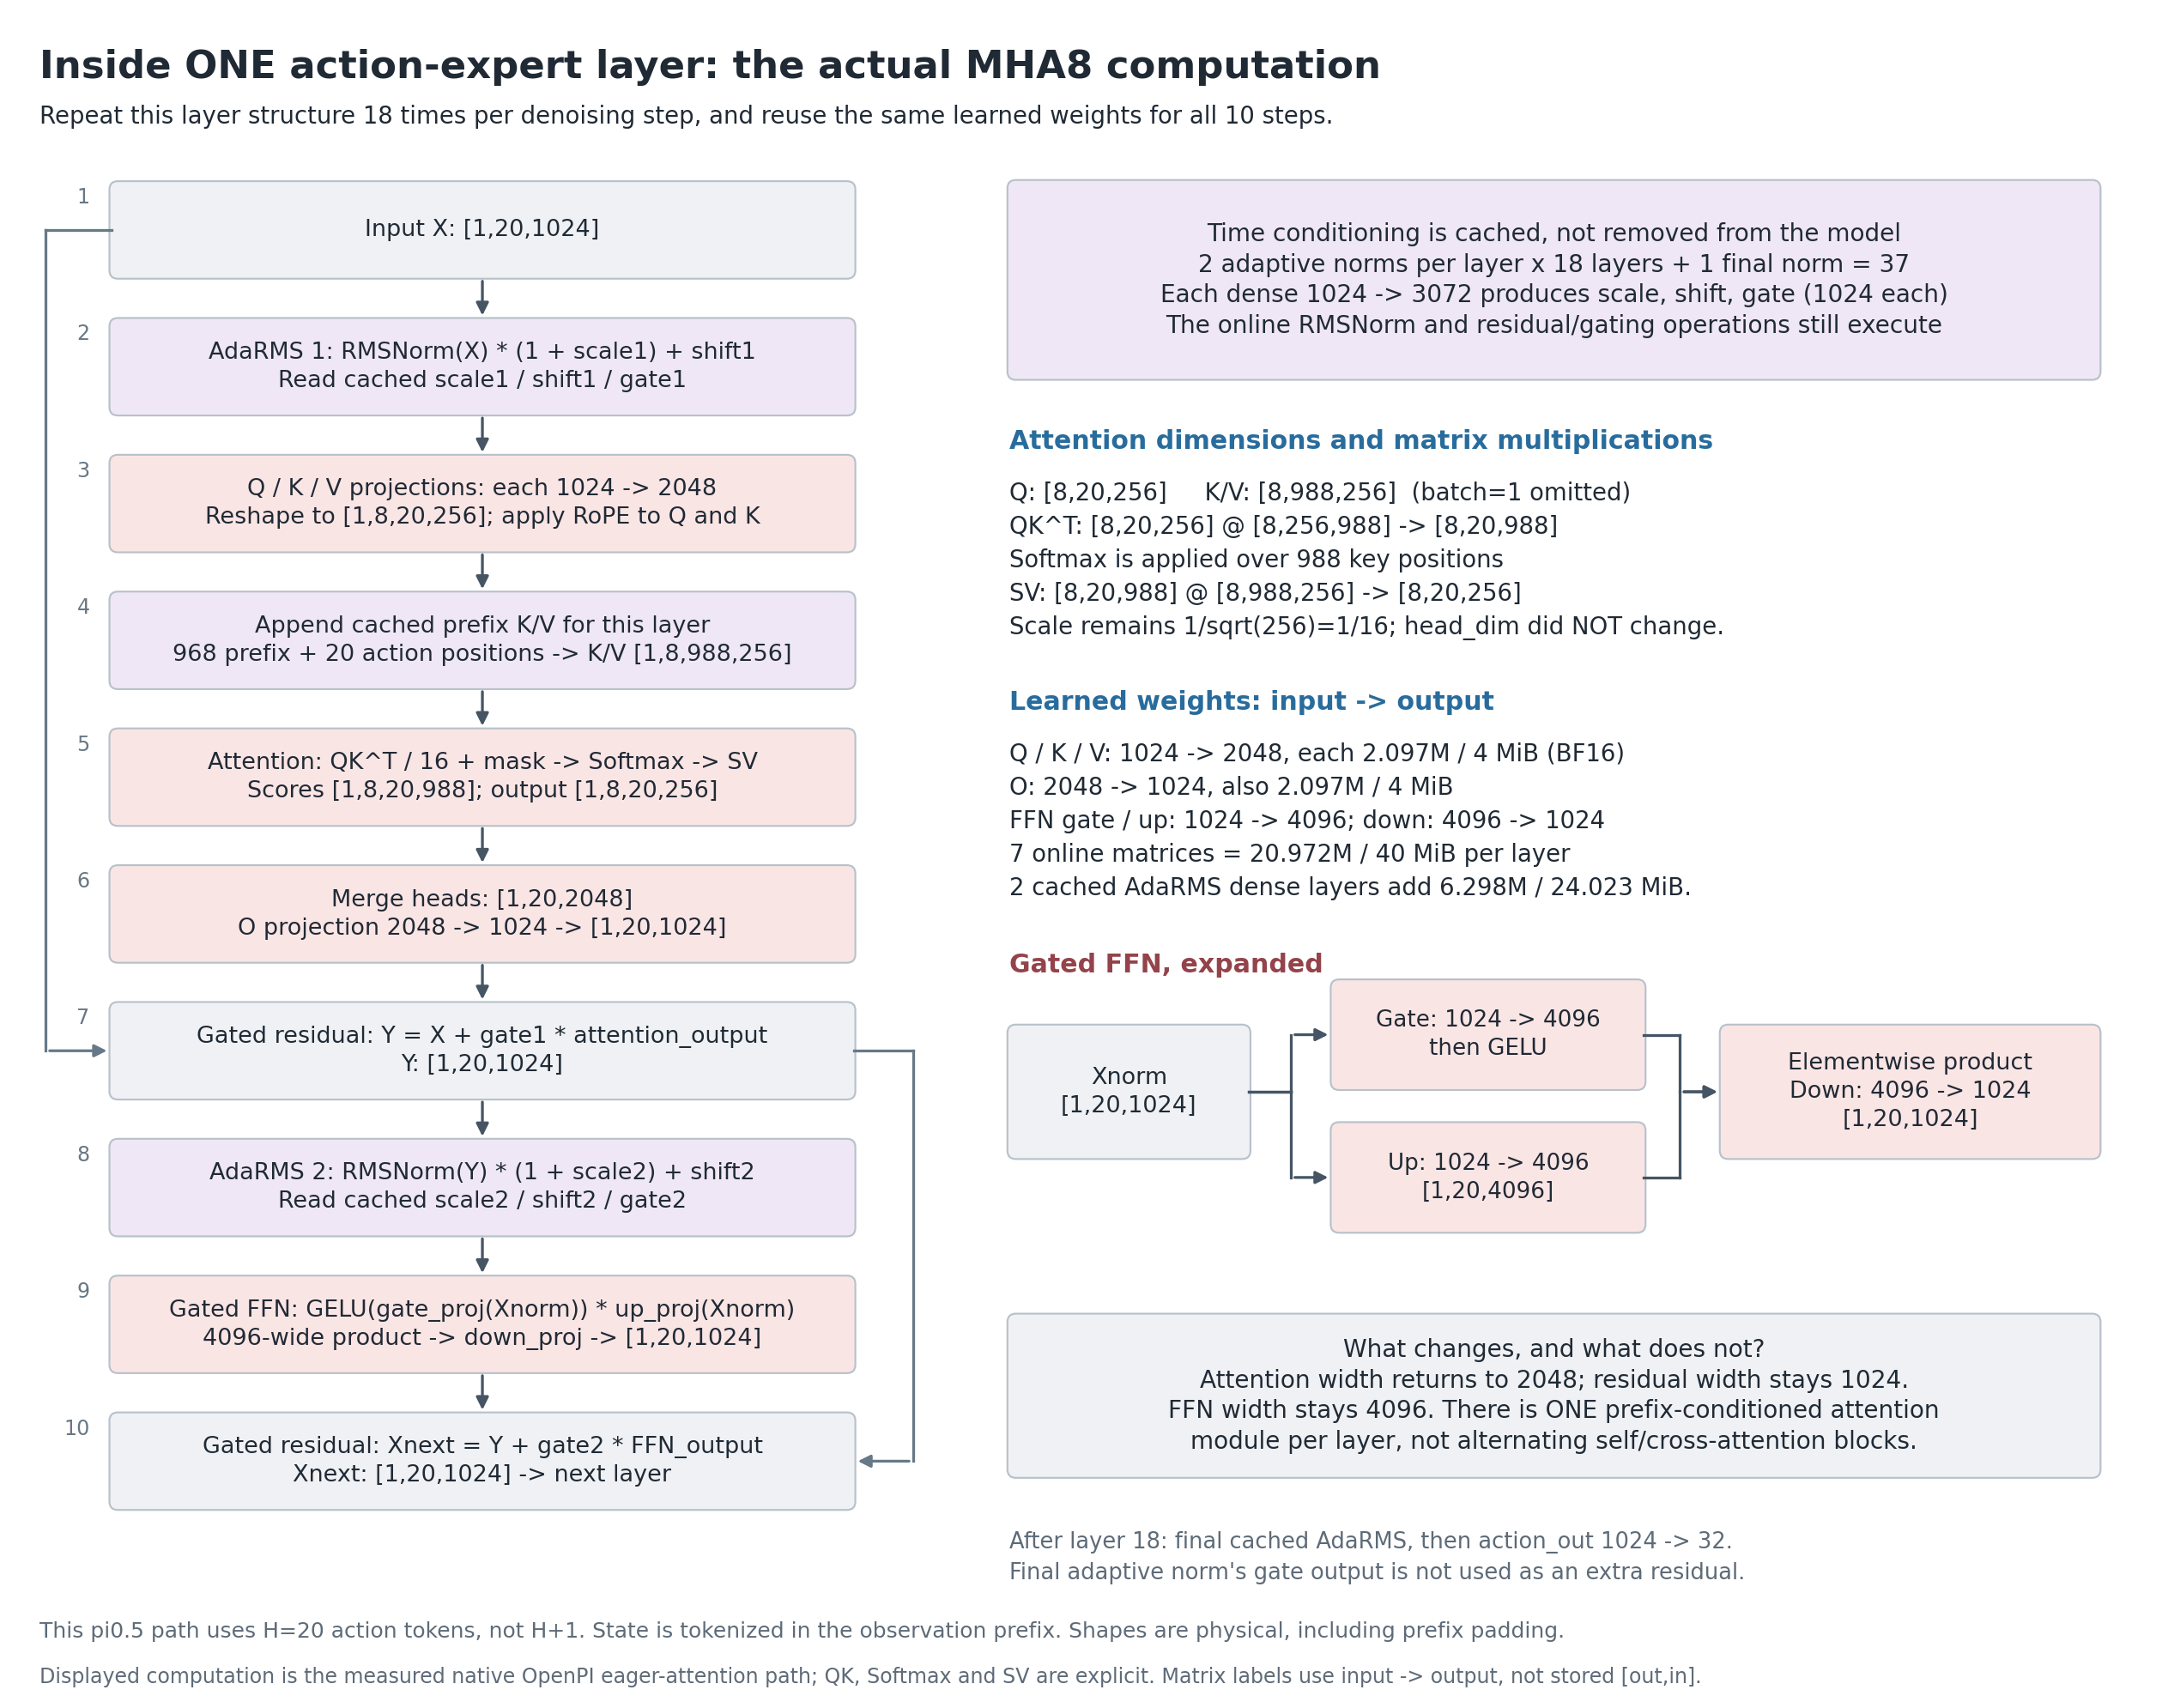 Inside ONE action-expert layer: the actual MHA8 computation
Repeat this layer structure 18 times per denoising step, and reuse the same learned weights for all 10 steps.
1
Input X: [1,20,1024]
2
AdaRMS 1: RMSNorm(X) * (1 + scale1) + shift1
Read cached scale1 / shift1 / gate1
3
Q / K / V projections: each 1024 -> 2048
Reshape to [1,8,20,256]; apply RoPE to Q and K
4
Append cached prefix K/V for this layer
968 prefix + 20 action positions -> K/V [1,8,988,256]
5
Attention: QK^T / 16 + mask -> Softmax -> SV
Scores [1,8,20,988]; output [1,8,20,256]
6
Merge heads: [1,20,2048]
O projection 2048 -> 1024 -> [1,20,1024]
7
Gated residual: Y = X + gate1 * attention_output
Y: [1,20,1024]
8
AdaRMS 2: RMSNorm(Y) * (1 + scale2) + shift2
Read cached scale2 / shift2 / gate2
9
Gated FFN: GELU(gate_proj(Xnorm)) * up_proj(Xnorm)
4096-wide product -> down_proj -> [1,20,1024]
10
Gated residual: Xnext = Y + gate2 * FFN_output
Xnext: [1,20,1024] -> next layer
Time conditioning is cached, not removed from the model
2 adaptive norms per layer x 18 layers + 1 final norm = 37
Each dense 1024 -> 3072 produces scale, shift, gate (1024 each)
The online RMSNorm and residual/gating operations still execute
Attention dimensions and matrix multiplications
Q: [8,20,256]     K/V: [8,988,256]  (batch=1 omitted)
QK^T: [8,20,256] @ [8,256,988] -> [8,20,988]
Softmax is applied over 988 key positions
SV: [8,20,988] @ [8,988,256] -> [8,20,256]
Scale remains 1/sqrt(256)=1/16; head_dim did NOT change.
Learned weights: input -> output
Q / K / V: 1024 -> 2048, each 2.097M / 4 MiB (BF16)
O: 2048 -> 1024, also 2.097M / 4 MiB
FFN gate / up: 1024 -> 4096; down: 4096 -> 1024
7 online matrices = 20.972M / 40 MiB per layer
2 cached AdaRMS dense layers add 6.298M / 24.023 MiB.
Gated FFN, expanded
Xnorm
[1,20,1024]
Gate: 1024 -> 4096
then GELU
Up: 1024 -> 4096
[1,20,4096]
Elementwise product
Down: 4096 -> 1024
[1,20,1024]
What changes, and what does not?
Attention width returns to 2048; residual width stays 1024.
FFN width stays 4096. There is ONE prefix-conditioned attention
module per layer, not alternating self/cross-attention blocks.
After layer 18: final cached AdaRMS, then action_out 1024 -> 32.
Final adaptive norm's gate output is not used as an extra residual.
This pi0.5 path uses H=20 action tokens, not H+1. State is tokenized in the observation prefix. Shapes are physical, including prefix padding.
Displayed computation is the measured native OpenPI eager-attention path; QK, Softmax and SV are explicit. Matrix labels use input -> output, not stored [out,in].